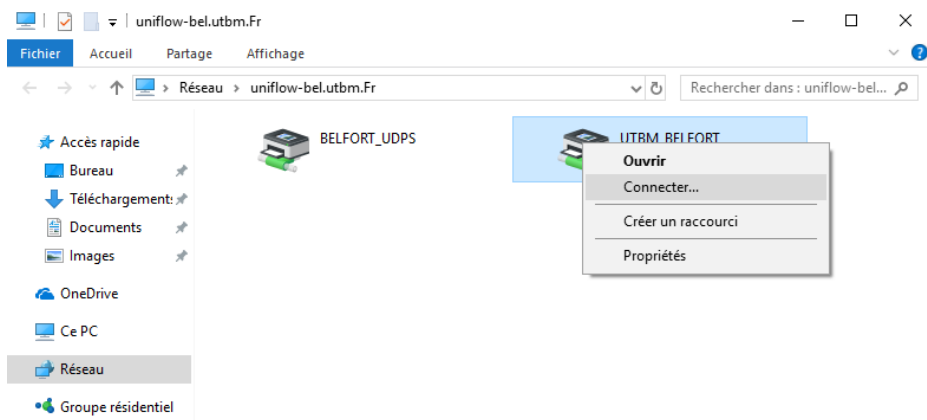 uniflow-bel.utbm.Fr
Fichier Accueil Partage Affichage
Réseau > uniflow-bel.utbm.Fr
Rechercher dans : uniflow-bel...
Accès rapide
Bureau
Téléchargements
Documents
Images
OneDrive
Ce PC
Réseau
Groupe résidentiel
BELFORT_UDPS
UTBM_BELFORT
Ouvrir
Connecter...
Créer un raccourci
Propriétés